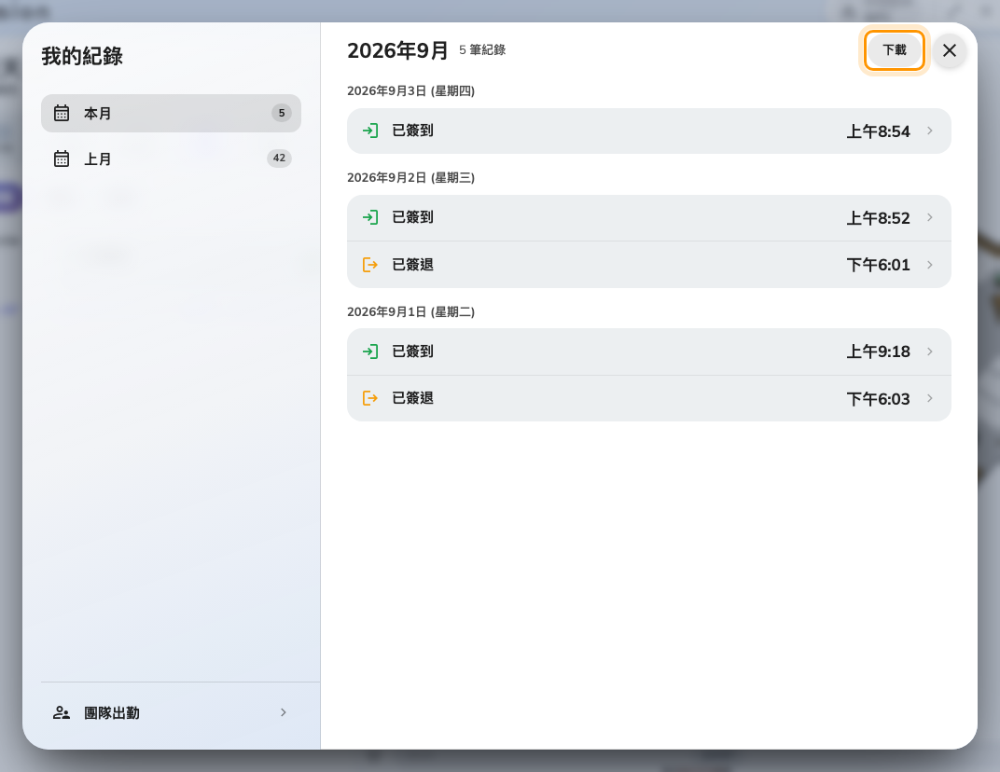 我的紀錄
本月 5
上月 42
團隊出勤
2026年9月 5 筆紀錄
下載
2026年9月3日 (星期四)
已簽到 上午8:54
2026年9月2日 (星期三)
已簽到 上午8:52
已簽退 下午6:01
2026年9月1日 (星期二)
已簽到 上午9:18
已簽退 下午6:03